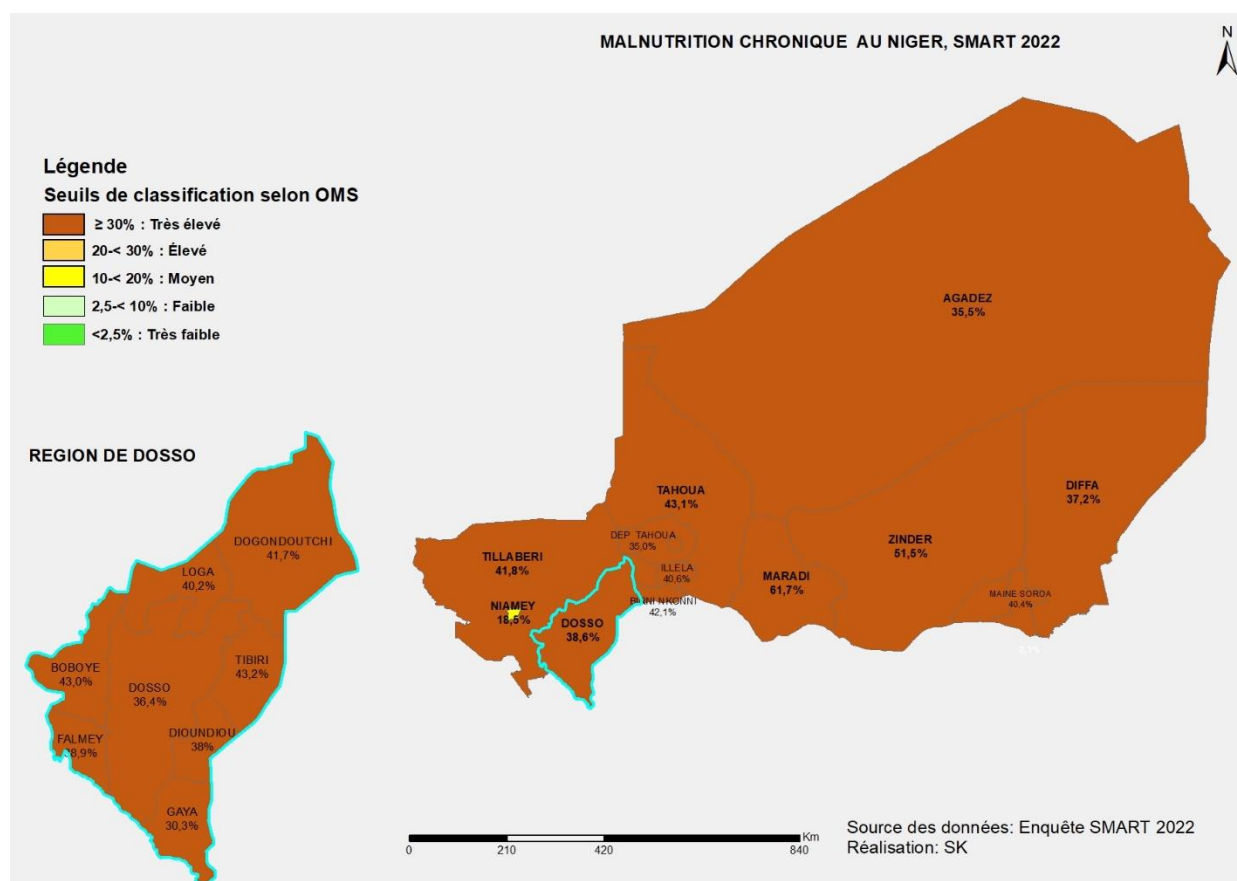 MALNUTRITION CHRONIQUE AU NIGER, SMART 2022
N
Légende
Seuils de classification selon OMS
≥ 30% : Très élevé
20-< 30% : Élevé
10-< 20% : Moyen
2,5-< 10% : Faible
<2,5% : Très faible
REGION DE DOSSO
DOGONDOUTCHI
41,7%
LOGA
40,2%
BOBOYE
43,0%
DOSSO
36,4%
TIBIRI
43,2%
FALMEY
38,9%
DIOUNDIOU
38%
GAYA
30,3%
AGADEZ
35,5%
TAHOUA
43,1%
DIFFA
37,2%
DEP TAHOUA
35,0%
ZINDER
51,5%
TILLABERI
41,8%
ILLELA
40,6%
MARADI
61,7%
MAINE SOROA
40,4%
NIAMEY
18,5%
BIRNI NKONNI
42,1%
DOSSO
38,6%
Km
0 210 420 840
Source des données: Enquête SMART 2022
Réalisation: SK